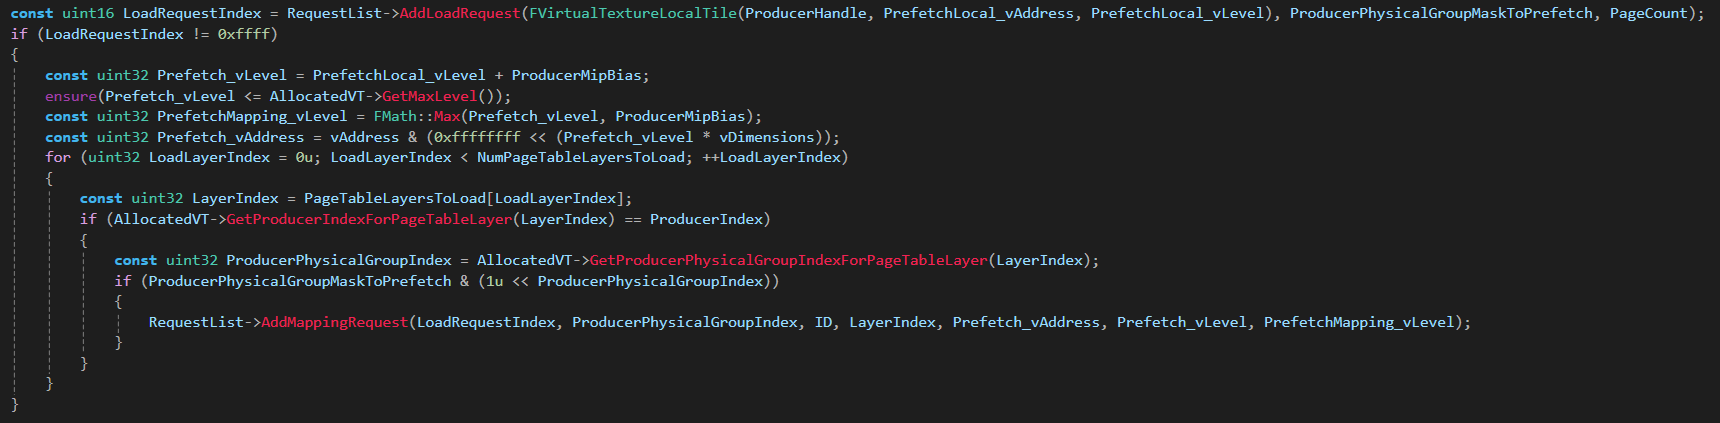 const uint16 LoadRequestIndex = RequestList->AddLoadRequest(FVirtualTextureLocalTile(ProducerHandle, PrefetchLocal_vAddress, PrefetchLocal_vLevel), ProducerPhysicalGroupMaskToPrefetch, PageCount);
if (LoadRequestIndex != 0xffff)
{
    const uint32 Prefetch_vLevel = PrefetchLocal_vLevel + ProducerMipBias;
    ensure(Prefetch_vLevel <= AllocatedVT->GetMaxLevel());
    const uint32 PrefetchMapping_vLevel = FMath::Max(Prefetch_vLevel, ProducerMipBias);
    const uint32 Prefetch_vAddress = vAddress & (0xffffffff << (Prefetch_vLevel * vDimensions));
    for (uint32 LoadLayerIndex = 0u; LoadLayerIndex < NumPageTableLayersToLoad; ++LoadLayerIndex)
    {
        const uint32 LayerIndex = PageTableLayersToLoad[LoadLayerIndex];
        if (AllocatedVT->GetProducerIndexForPageTableLayer(LayerIndex) == ProducerIndex)
        {
            const uint32 ProducerPhysicalGroupIndex = AllocatedVT->GetProducerPhysicalGroupIndexForPageTableLayer(LayerIndex);
            if (ProducerPhysicalGroupMaskToPrefetch & (1u << ProducerPhysicalGroupIndex))
            {
                RequestList->AddMappingRequest(LoadRequestIndex, ProducerPhysicalGroupIndex, ID, LayerIndex, Prefetch_vAddress, Prefetch_vLevel, PrefetchMapping_vLevel);
            }
        }
    }
}